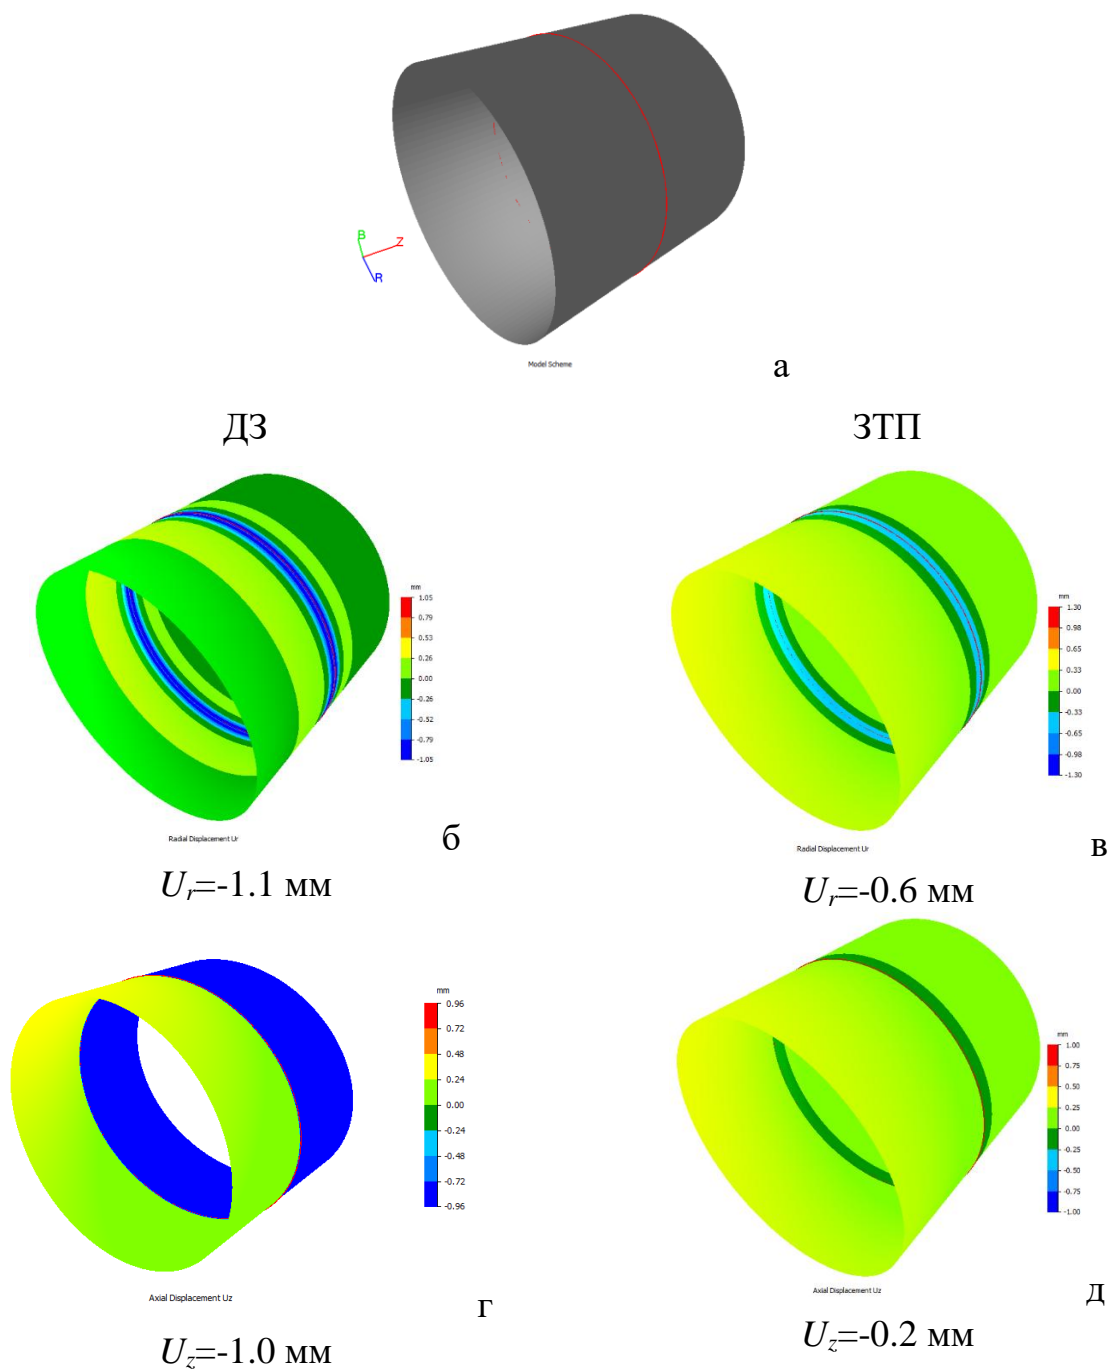 B
Z
R
Model Scheme
а
ДЗ
ЗТП
mm
1.05
0.79
0.53
0.26
0.00
-0.26
-0.52
-0.79
-1.05
Radial Displacement Ur
б
mm
1.30
0.98
0.65
0.33
0.00
-0.33
-0.65
-0.98
-1.30
Radial Displacement Ur
в
Ur=-1.1 мм
Ur=-0.6 мм
mm
0.96
0.72
0.48
0.24
0.00
-0.24
-0.48
-0.72
-0.96
Axial Displacement Uz
г
mm
1.00
0.75
0.50
0.25
0.00
-0.25
-0.50
-0.75
-1.00
Axial Displacement Uz
д
Uz=-1.0 мм
Uz=-0.2 мм